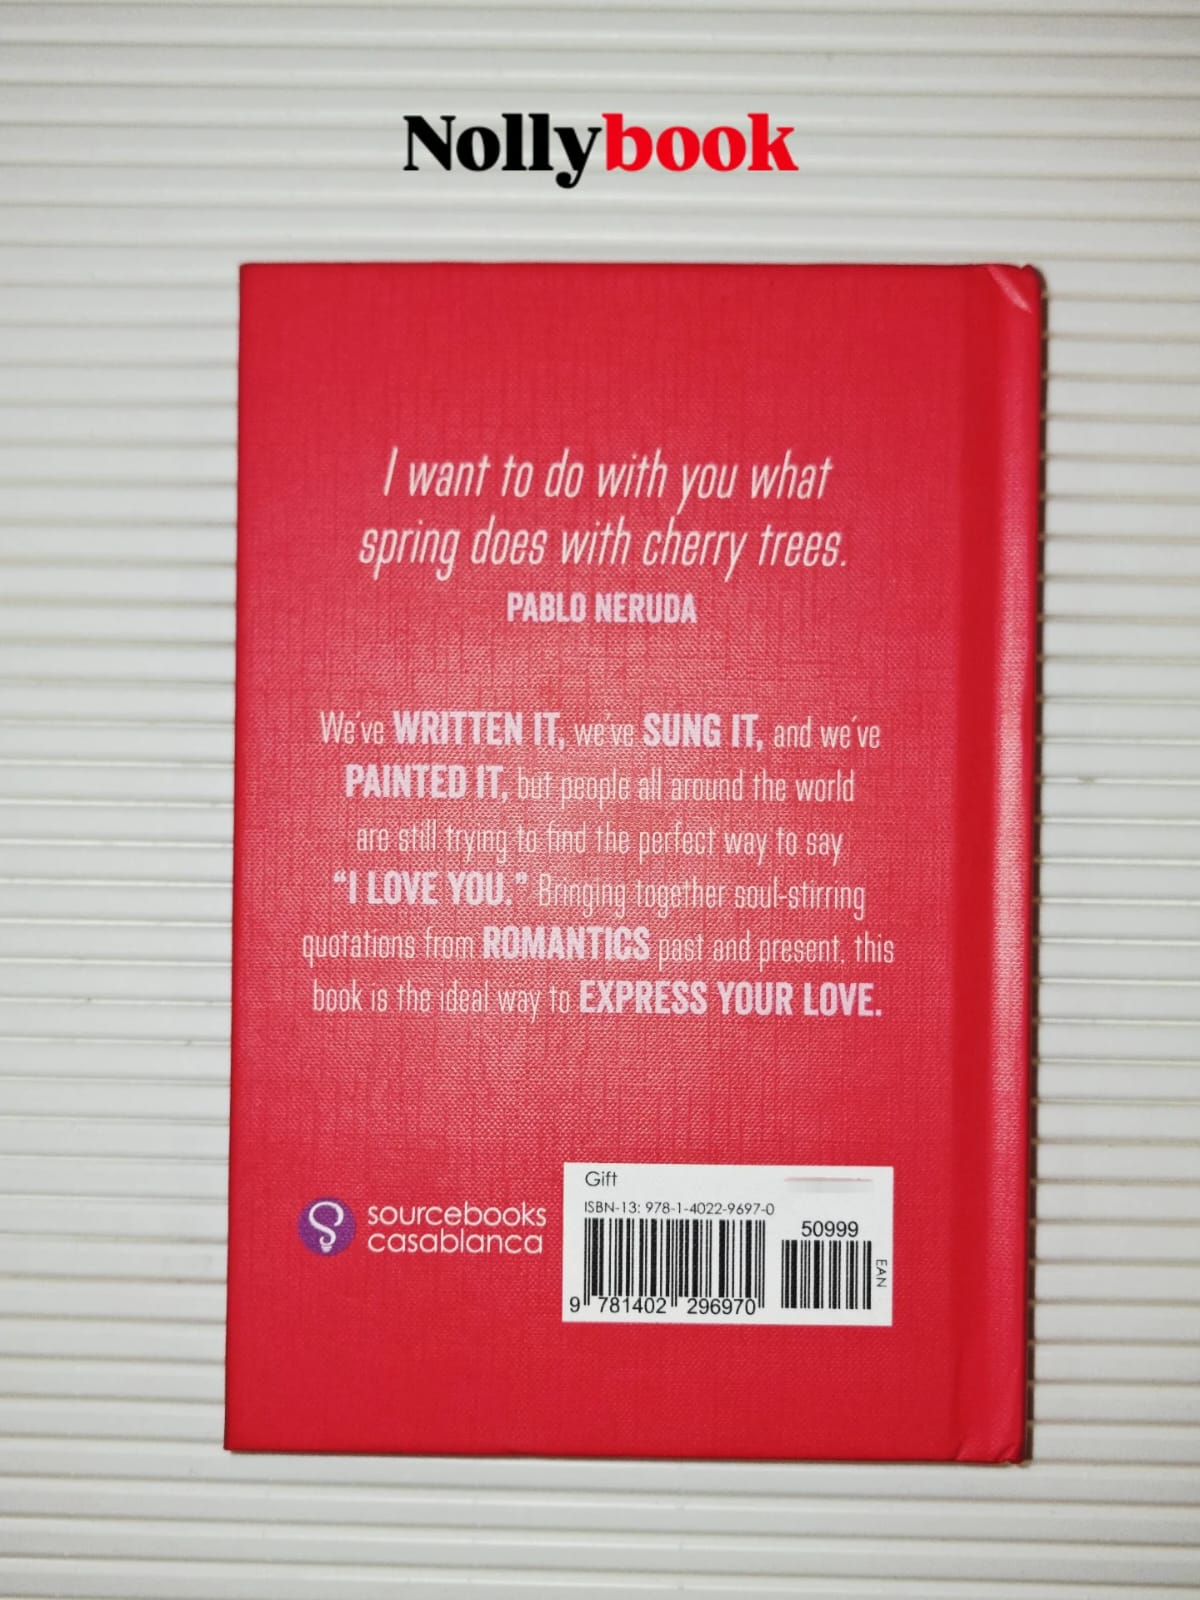 Nollybook
I want to do with you what
spring does with cherry trees.
PABLO NERUDA
We've WRITTEN IT, we've SUNG IT, and we've
PAINTED IT, but people all around the world
are still trying to find the perfect way to say
“I LOVE YOU.” Bringing together soul-stirring
quotations from ROMANTICS past and present, this
book is the ideal way to EXPRESS YOUR LOVE.
sourcebooks
casablanca
Gift
ISBN-13: 978-1-4022-9697-0
50999
EAN
9 781402 296970